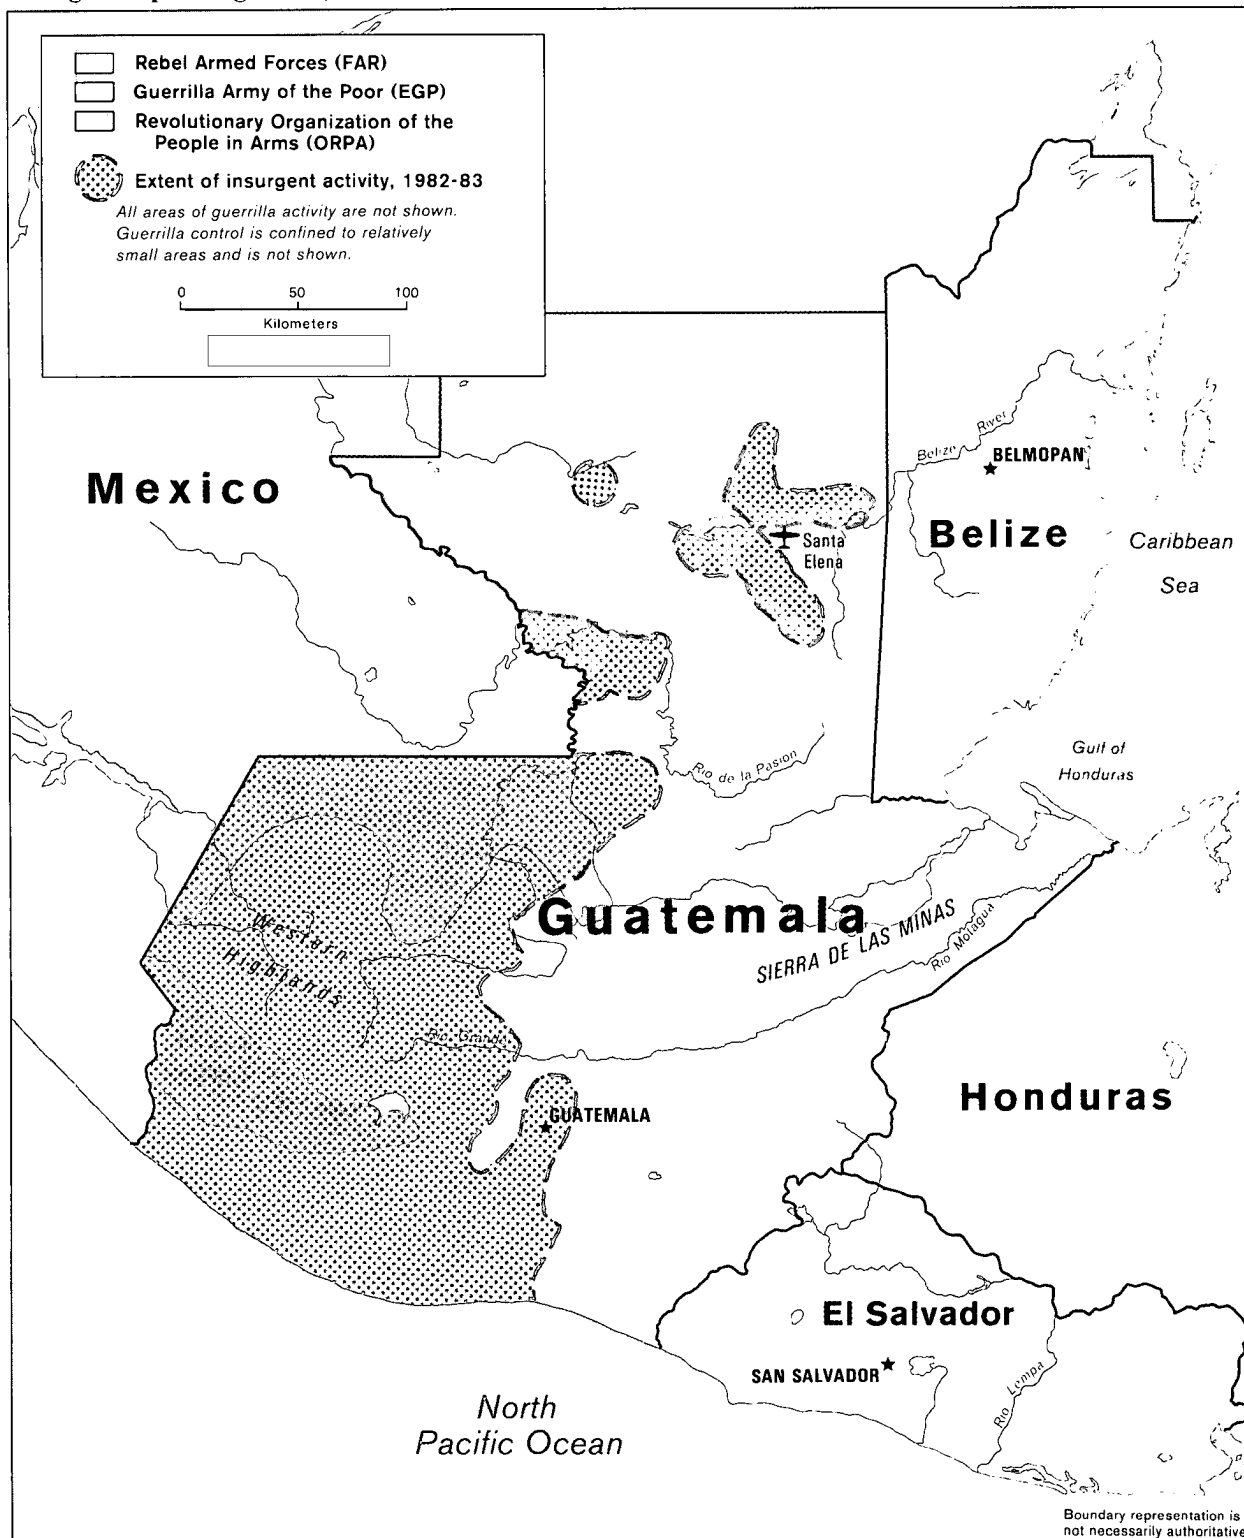 Rebel Armed Forces (FAR)
Guerrilla Army of the Poor (EGP)
Revolutionary Organization of the
People in Arms (ORPA)
Extent of insurgent activity, 1982-83
All areas of guerrilla activity are not shown.
Guerrilla control is confined to relatively
small areas and is not shown.
0 50 100
Kilometers
Mexico
Belize River
BELMOPAN
Belize
Caribbean
Sea
Santa
Elena
Gulf of
Honduras
Rio de la Pasion
Guatemala
Western
Highlands
SIERRA DE LAS MINAS
Rio Motagua
Rio Grande
GUATEMALA
Honduras
El Salvador
SAN SALVADOR
Rio Lempa
North
Pacific Ocean
Boundary representation is
not necessarily authoritative